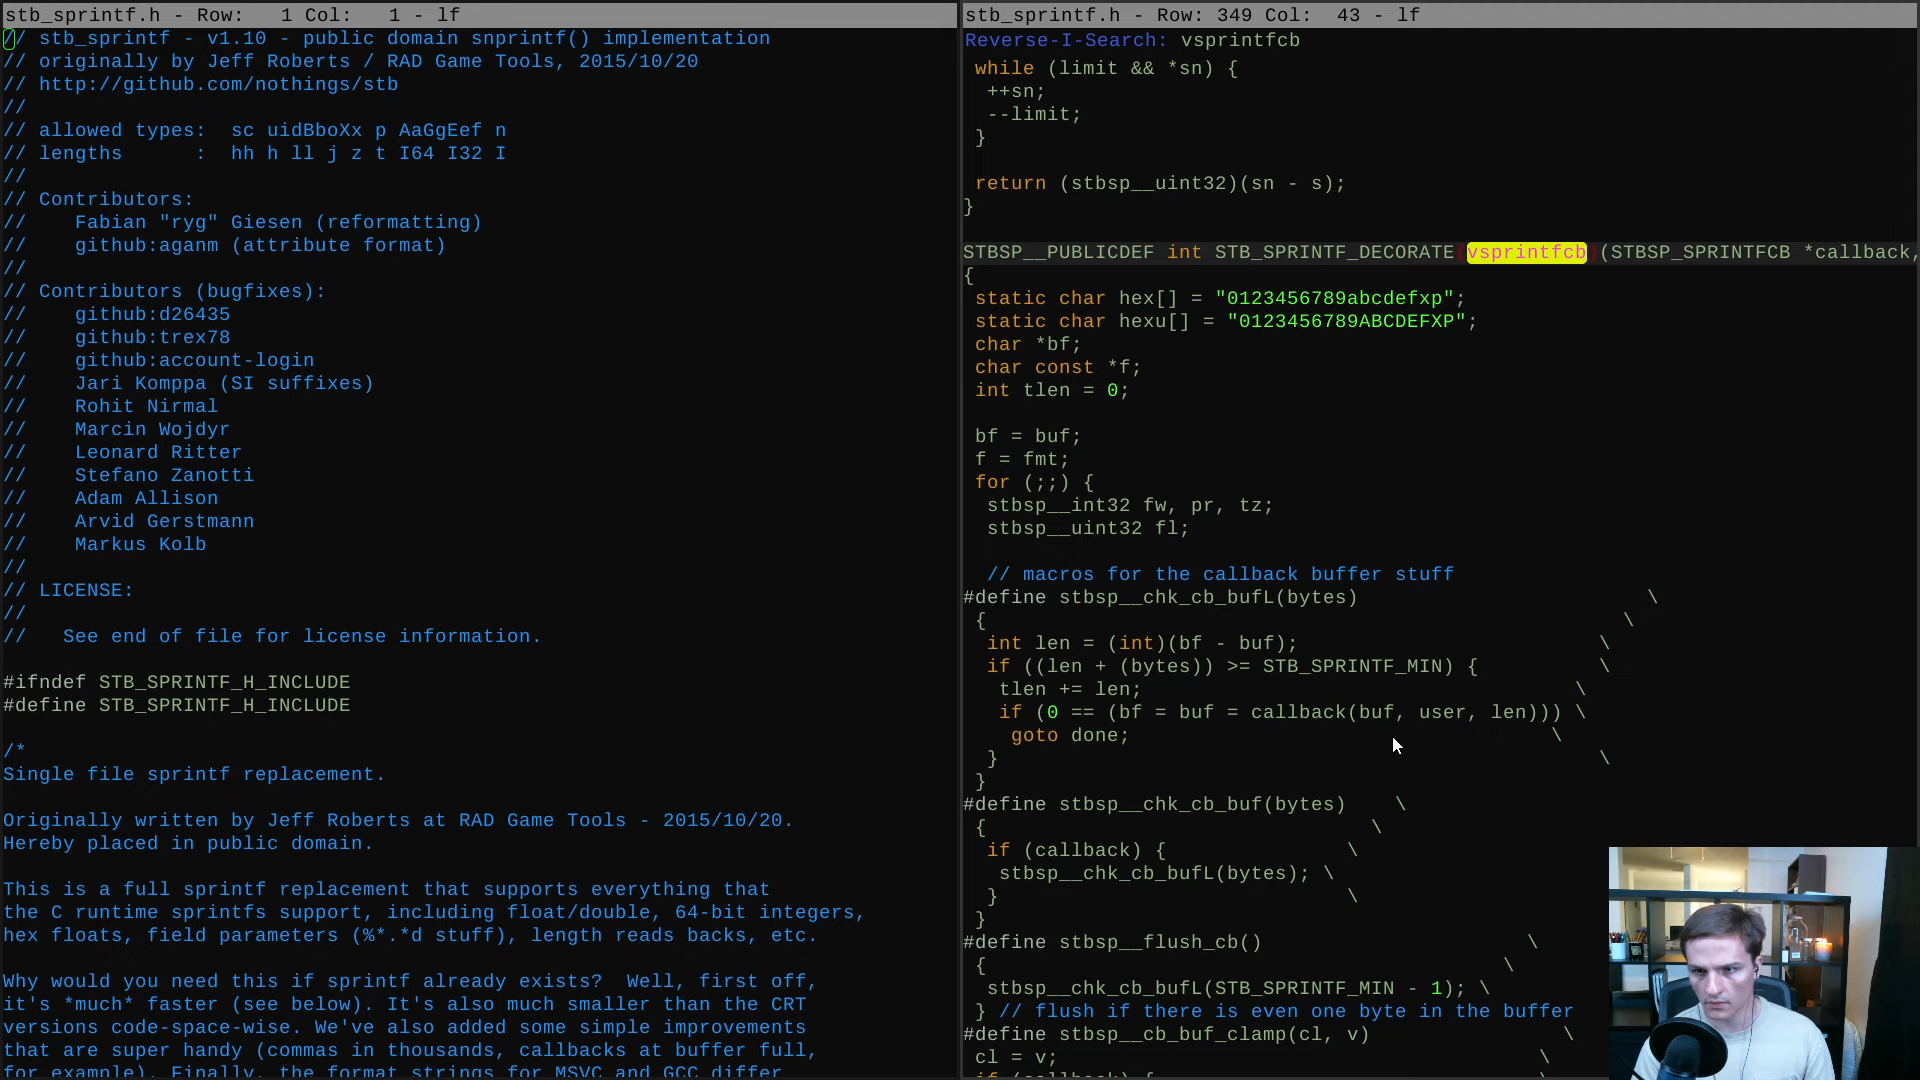 stb_sprintf.h - Row:   1 Col:   1 - lf
// stb_sprintf - v1.10 - public domain snprintf() implementation
// originally by Jeff Roberts / RAD Game Tools, 2015/10/20
// http://github.com/nothings/stb
//
// allowed types:  sc uidBboXx p AaGgEef n
// lengths      :  hh h ll j z t I64 I32 I
//
// Contributors:
//    Fabian "ryg" Giesen (reformatting)
//    github:aganm (attribute format)
//
// Contributors (bugfixes):
//    github:d26435
//    github:trex78
//    github:account-login
//    Jari Komppa (SI suffixes)
//    Rohit Nirmal
//    Marcin Wojdyr
//    Leonard Ritter
//    Stefano Zanotti
//    Adam Allison
//    Arvid Gerstmann
//    Markus Kolb
//
// LICENSE:
//
//   See end of file for license information.
#ifndef STB_SPRINTF_H_INCLUDE
#define STB_SPRINTF_H_INCLUDE
/*
Single file sprintf replacement.
Originally written by Jeff Roberts at RAD Game Tools - 2015/10/20.
Hereby placed in public domain.
This is a full sprintf replacement that supports everything that
the C runtime sprintfs support, including float/double, 64-bit integers,
hex floats, field parameters (%*.*d stuff), length reads backs, etc.
Why would you need this if sprintf already exists?  Well, first off,
it's *much* faster (see below). It's also much smaller than the CRT
versions code-space-wise. We've also added some simple improvements
that are super handy (commas in thousands, callbacks at buffer full,
for example). Finally, the format strings for MSVC and GCC differ
stb_sprintf.h - Row: 349 Col:  43 - lf
Reverse-I-Search: vsprintfcb
while (limit && *sn) {
++sn;
--limit;
}
return (stbsp__uint32)(sn - s);
}
STBSP__PUBLICDEF int STB_SPRINTF_DECORATE(vsprintfcb)(STBSP_SPRINTFCB *callback,
{
static char hex[] = "0123456789abcdefxp";
static char hexu[] = "0123456789ABCDEFXP";
char *bf;
char const *f;
int tlen = 0;
bf = buf;
f = fmt;
for (;;) {
stbsp__int32 fw, pr, tz;
stbsp__uint32 fl;
// macros for the callback buffer stuff
#define stbsp__chk_cb_bufL(bytes) \
{ \
int len = (int)(bf - buf); \
if ((len + (bytes)) >= STB_SPRINTF_MIN) { \
tlen += len; \
if (0 == (bf = buf = callback(buf, user, len))) \
goto done; \
} \
}
#define stbsp__chk_cb_buf(bytes) \
{ \
if (callback) { \
stbsp__chk_cb_bufL(bytes); \
} \
}
#define stbsp__flush_cb() \
{ \
stbsp__chk_cb_bufL(STB_SPRINTF_MIN - 1); \
} // flush if there is even one byte in the buffer
#define stbsp__cb_buf_clamp(cl, v) \
cl = v; \
if (callback) { \